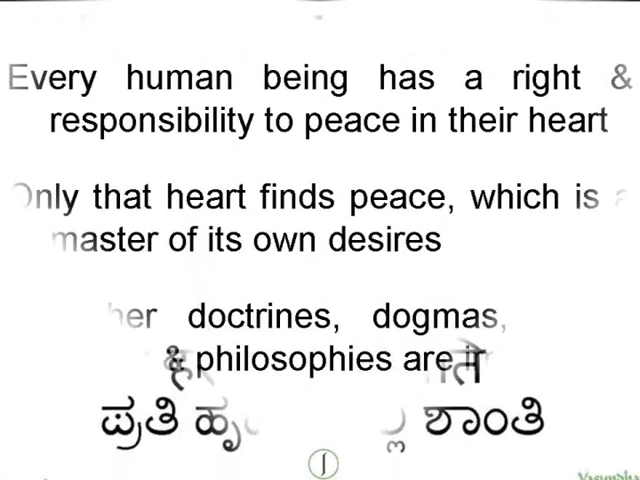 Every human being has a right &
responsibility to peace in their heart
Only that heart finds peace, which is a
master of its own desires
doctrines, dogmas,
& philosophies are
ಪ್ರತಿ ಶಾಂತಿ